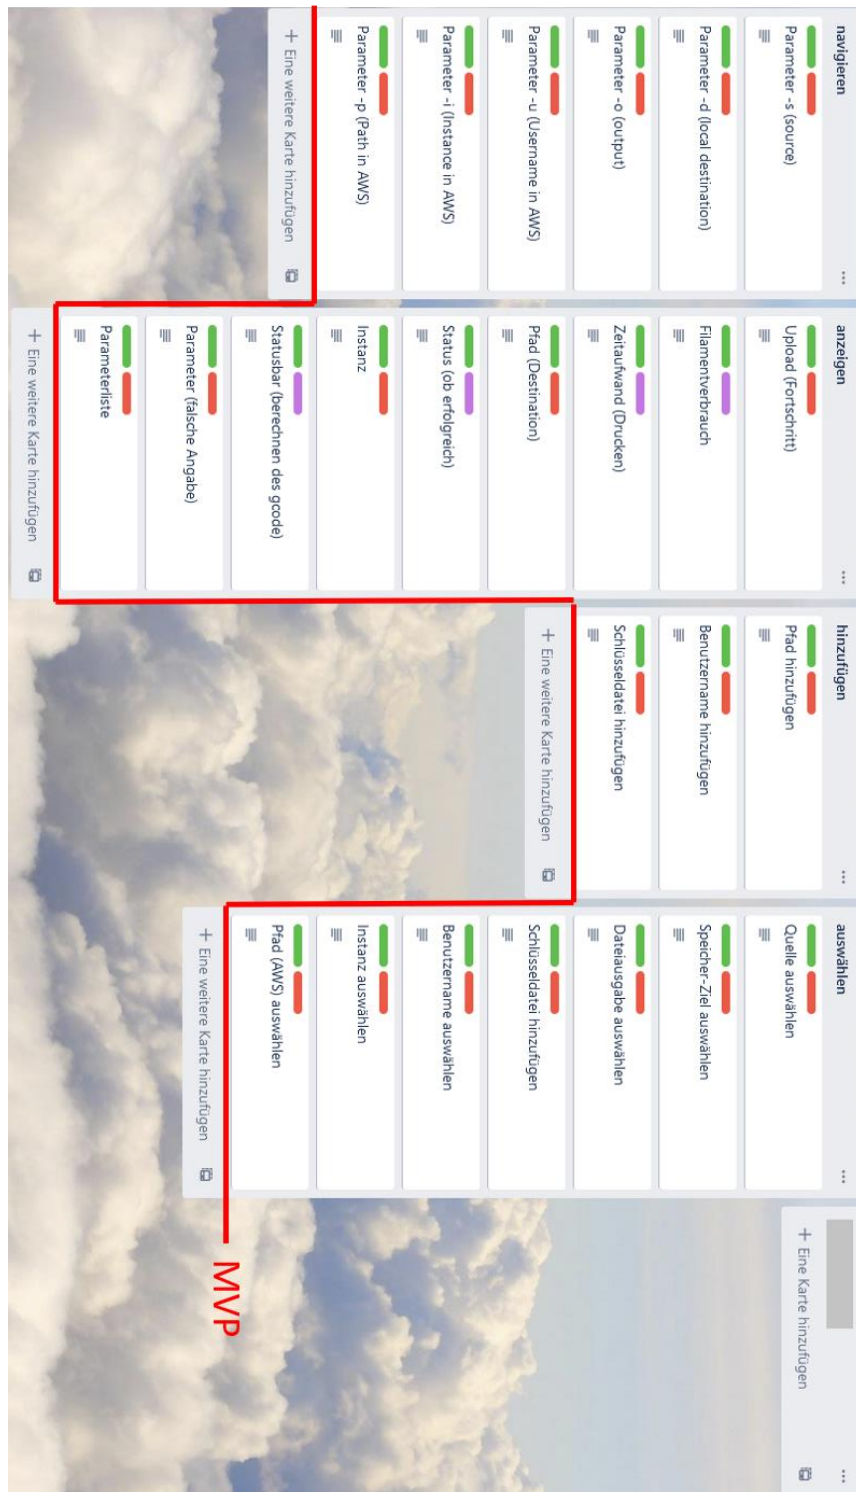 navigieren
Parameter -s (source)
Parameter -d (local destination)
Parameter -o (output)
Parameter -u (Username in AWS)
Parameter -i (Instance in AWS)
Parameter -p (Path in AWS)
+ Eine weitere Karte hinzufügen
anzeigen
Upload (Fortschritt)
Filamentverbrauch
Zeitaufwand (Drucken)
Pfad (Destination)
Status (ob erfolgreich)
Instanz
Statusbar (berechnen des gcode)
Parameter (falsche Angabe)
Parameterliste
+ Eine weitere Karte hinzufügen
hinzufügen
Pfad hinzufügen
Benutzername hinzufügen
Schlüsseldatei hinzufügen
+ Eine weitere Karte hinzufügen
auswählen
Quelle auswählen
Speicher-Ziel auswählen
Dateiausgabe auswählen
Schlüsseldatei hinzufügen
Benutzername auswählen
Instanz auswählen
Pfad (AWS) auswählen
+ Eine weitere Karte hinzufügen
+ Eine Karte hinzufügen
MVP